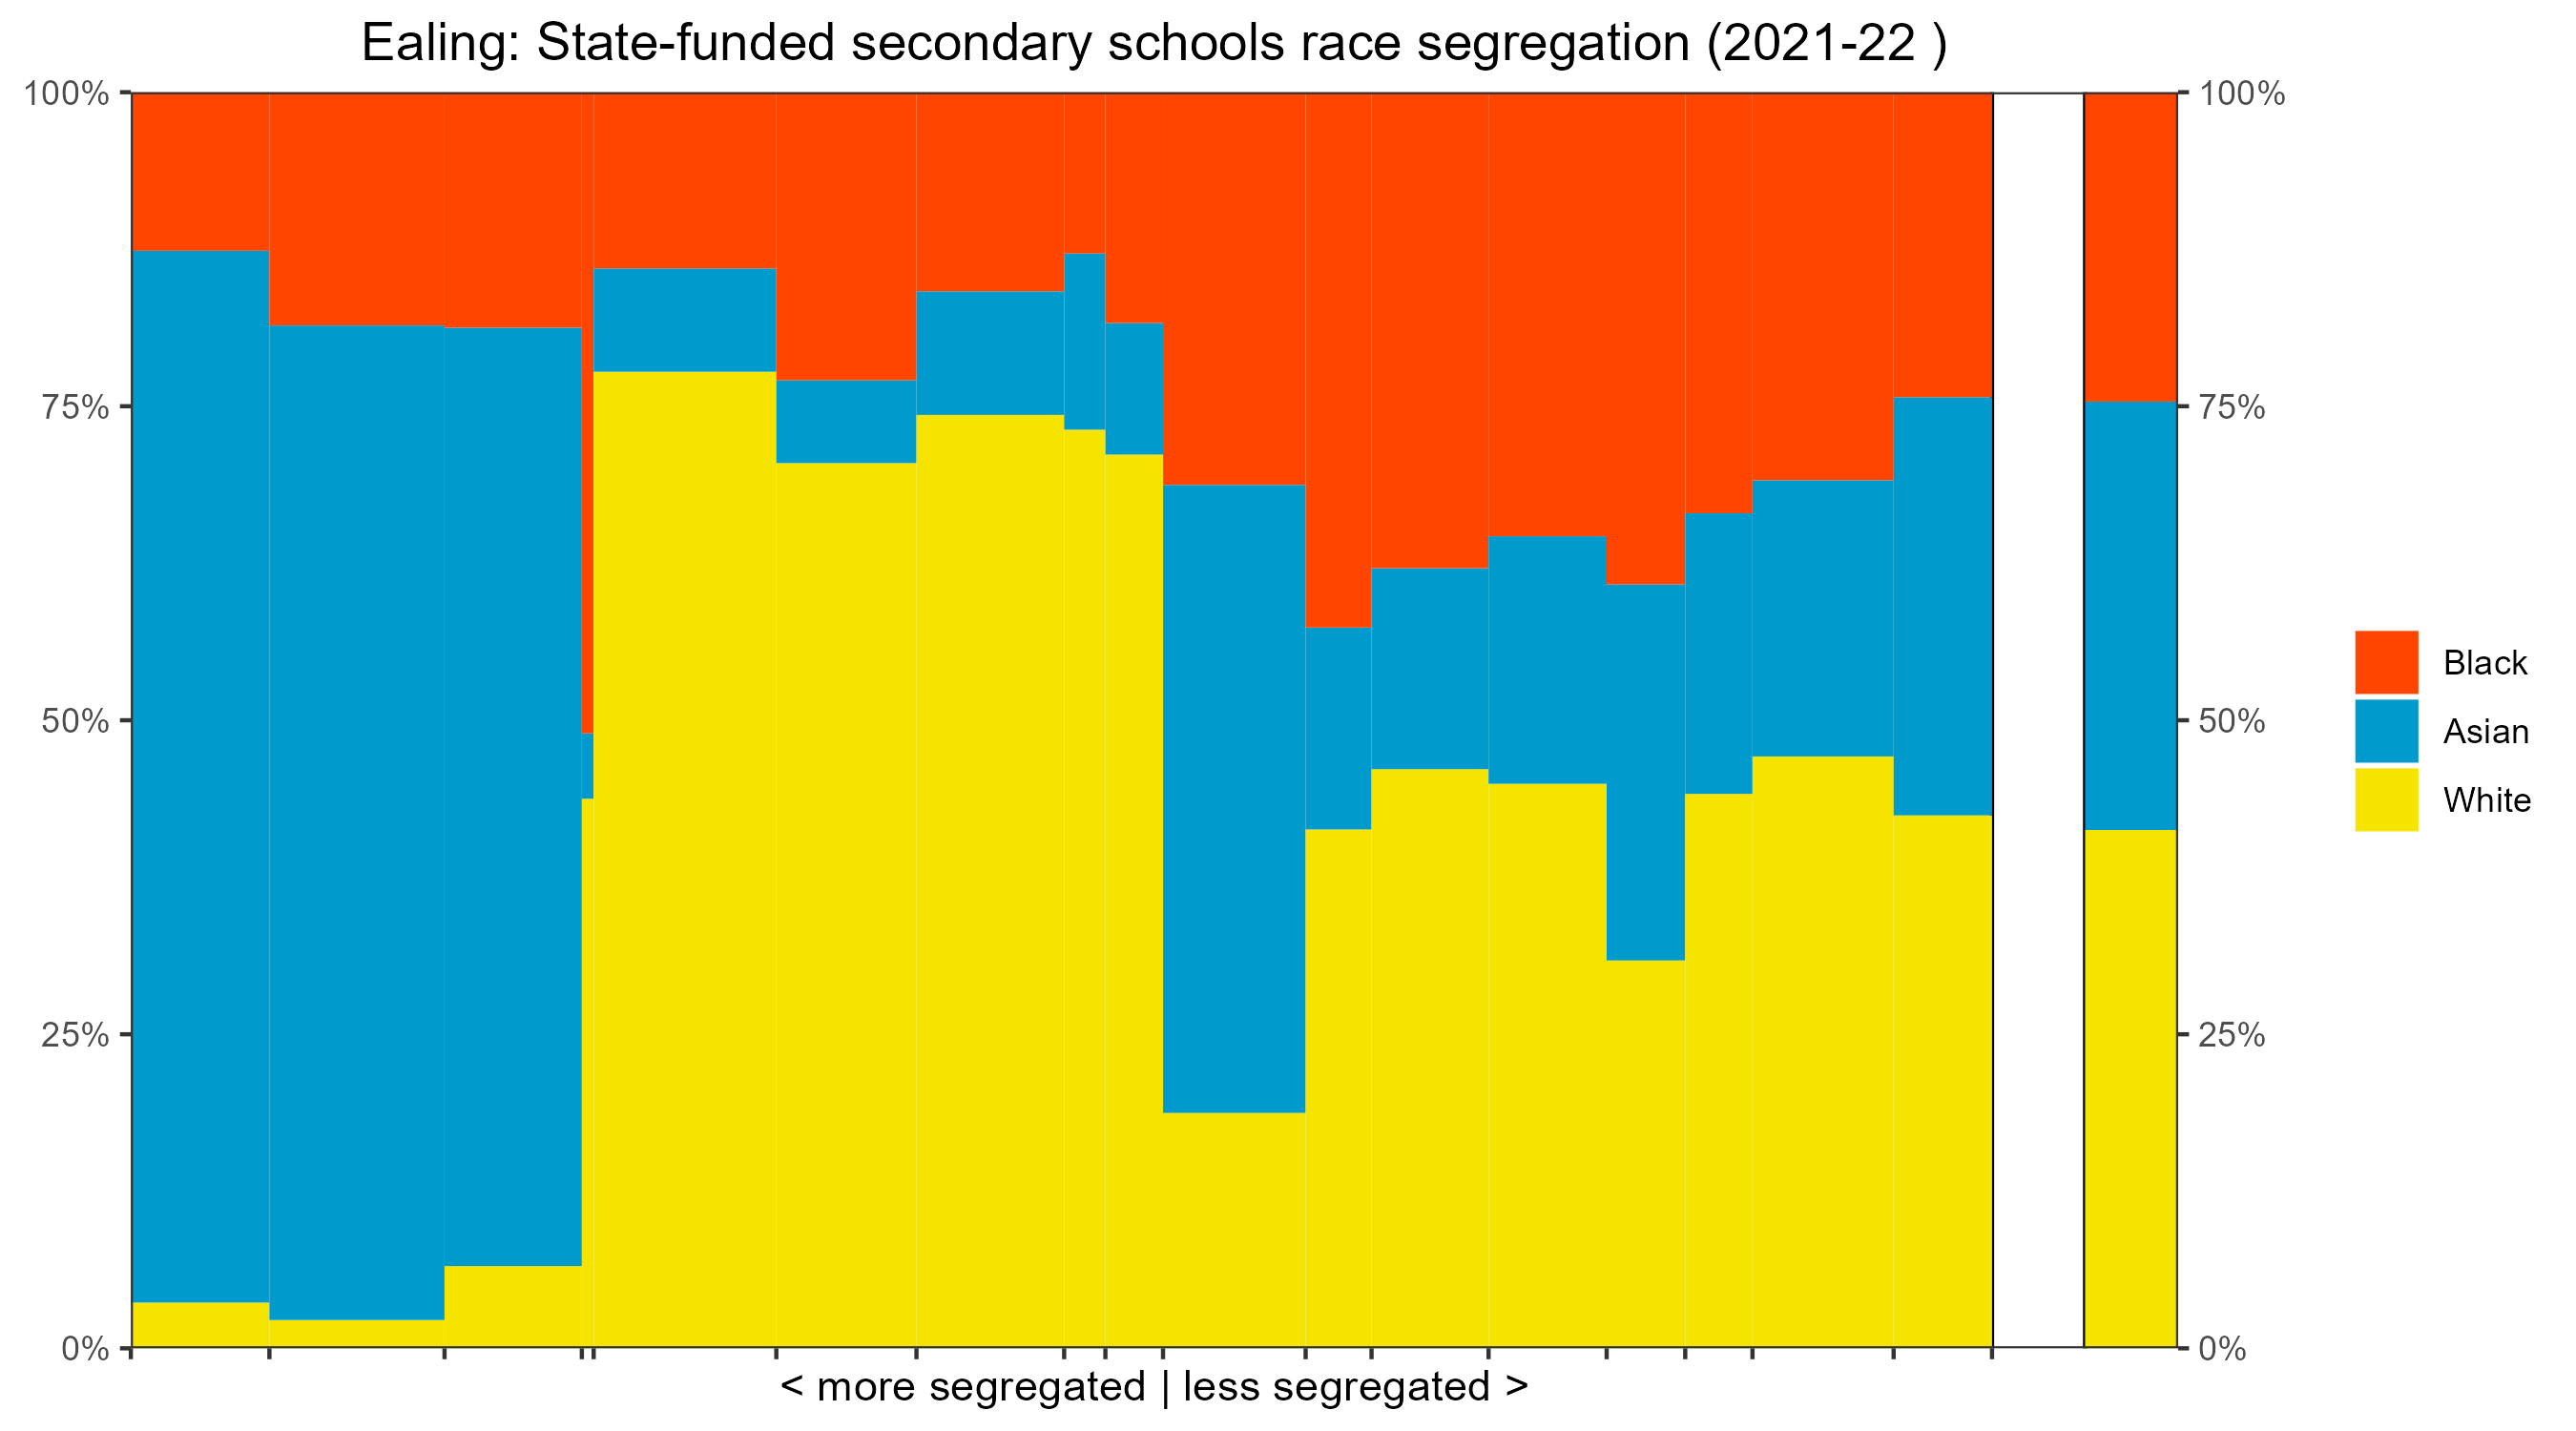 Ealing: State-funded secondary schools race segregation (2021-22 )
100%
100%
75%
75%
50%
50%
25%
25%
0%
0%
Black
Asian
White
< more segregated | less segregated >